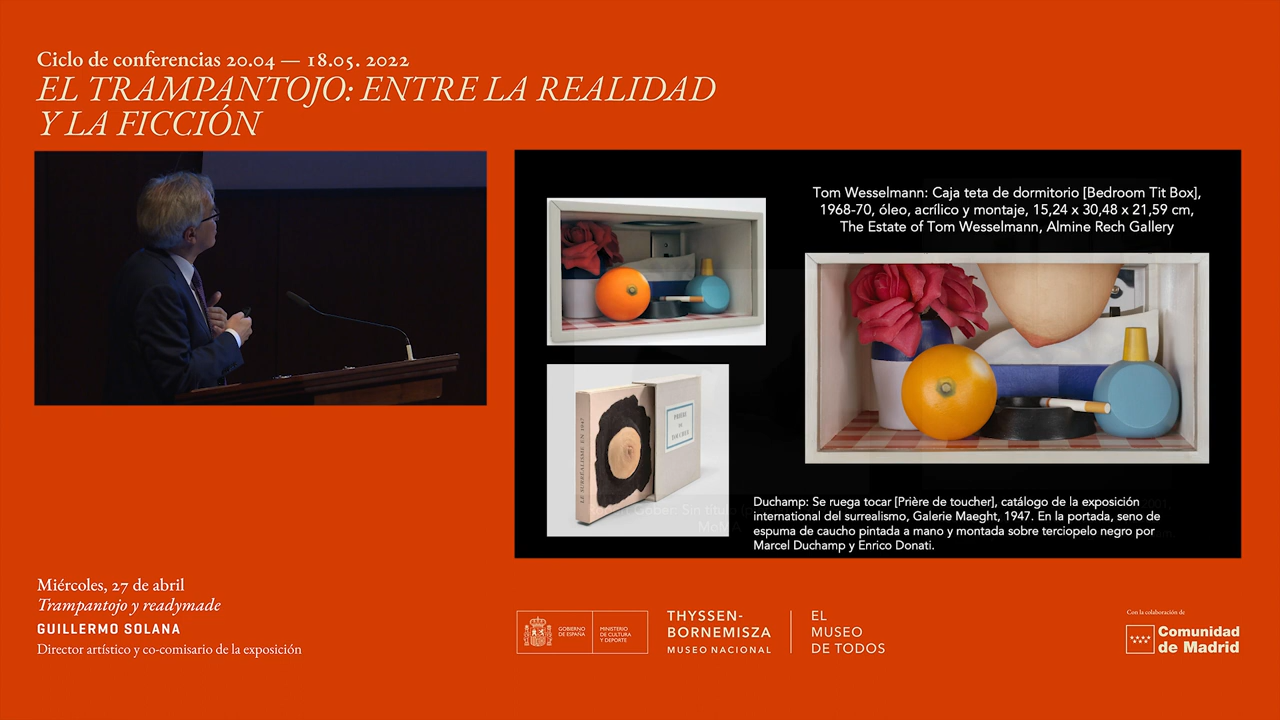 Ciclo de conferencias 20.04 — 18.05. 2022
EL TRAMPANTOJO: ENTRE LA REALIDAD
Y LA FICCIÓN
Tom Wesselmann: Caja teta de dormitorio [Bedroom Tit Box],
1968-70, óleo, acrílico y montaje, 15,24 x 30,48 x 21,59 cm,
The Estate of Tom Wesselmann, Almine Rech Gallery
LE SURRÉALISME EN 1947
PRIÈRE
DE
TOUCHER
Duchamp: Se ruega tocar [Prière de toucher], catálogo de la exposición
international del surrealismo, Galerie Maeght, 1947. En la portada, seno de
espuma de caucho pintada a mano y montada sobre terciopelo negro por
Marcel Duchamp y Enrico Donati.
Gober: Sin título
MoMA
Miércoles, 27 de abril
Trampantojo y readymade
GUILLERMO SOLANA
Director artístico y co-comisario de la exposición
GOBIERNO
DE ESPAÑA
MINISTERIO
DE CULTURA
Y DEPORTE
THYSSEN-
BORNEMISZA
MUSEO NACIONAL
EL
MUSEO
DE TODOS
Con la colaboración de
Comunidad
de Madrid